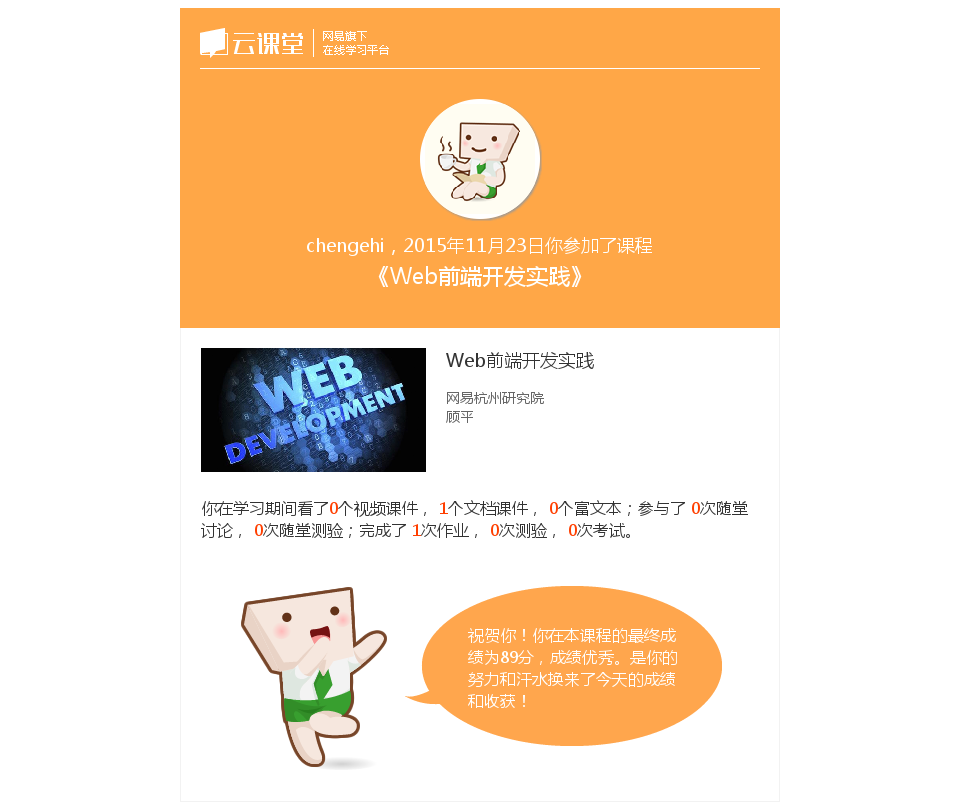 云课堂
网易旗下
在线学习平台
chengehi，2015年11月23日你参加了课程
《Web前端开发实践》
WEB
DEVELOPMENT
Web前端开发实践
网易杭州研究院
顾平
你在学习期间看了0个视频课件， 1个文档课件， 0个富文本；参与了 0次随堂
讨论， 0次随堂测验；完成了 1次作业， 0次测验， 0次考试。
祝贺你！你在本课程的最终成
绩为89分，成绩优秀。是你的
努力和汗水换来了今天的成绩
和收获！